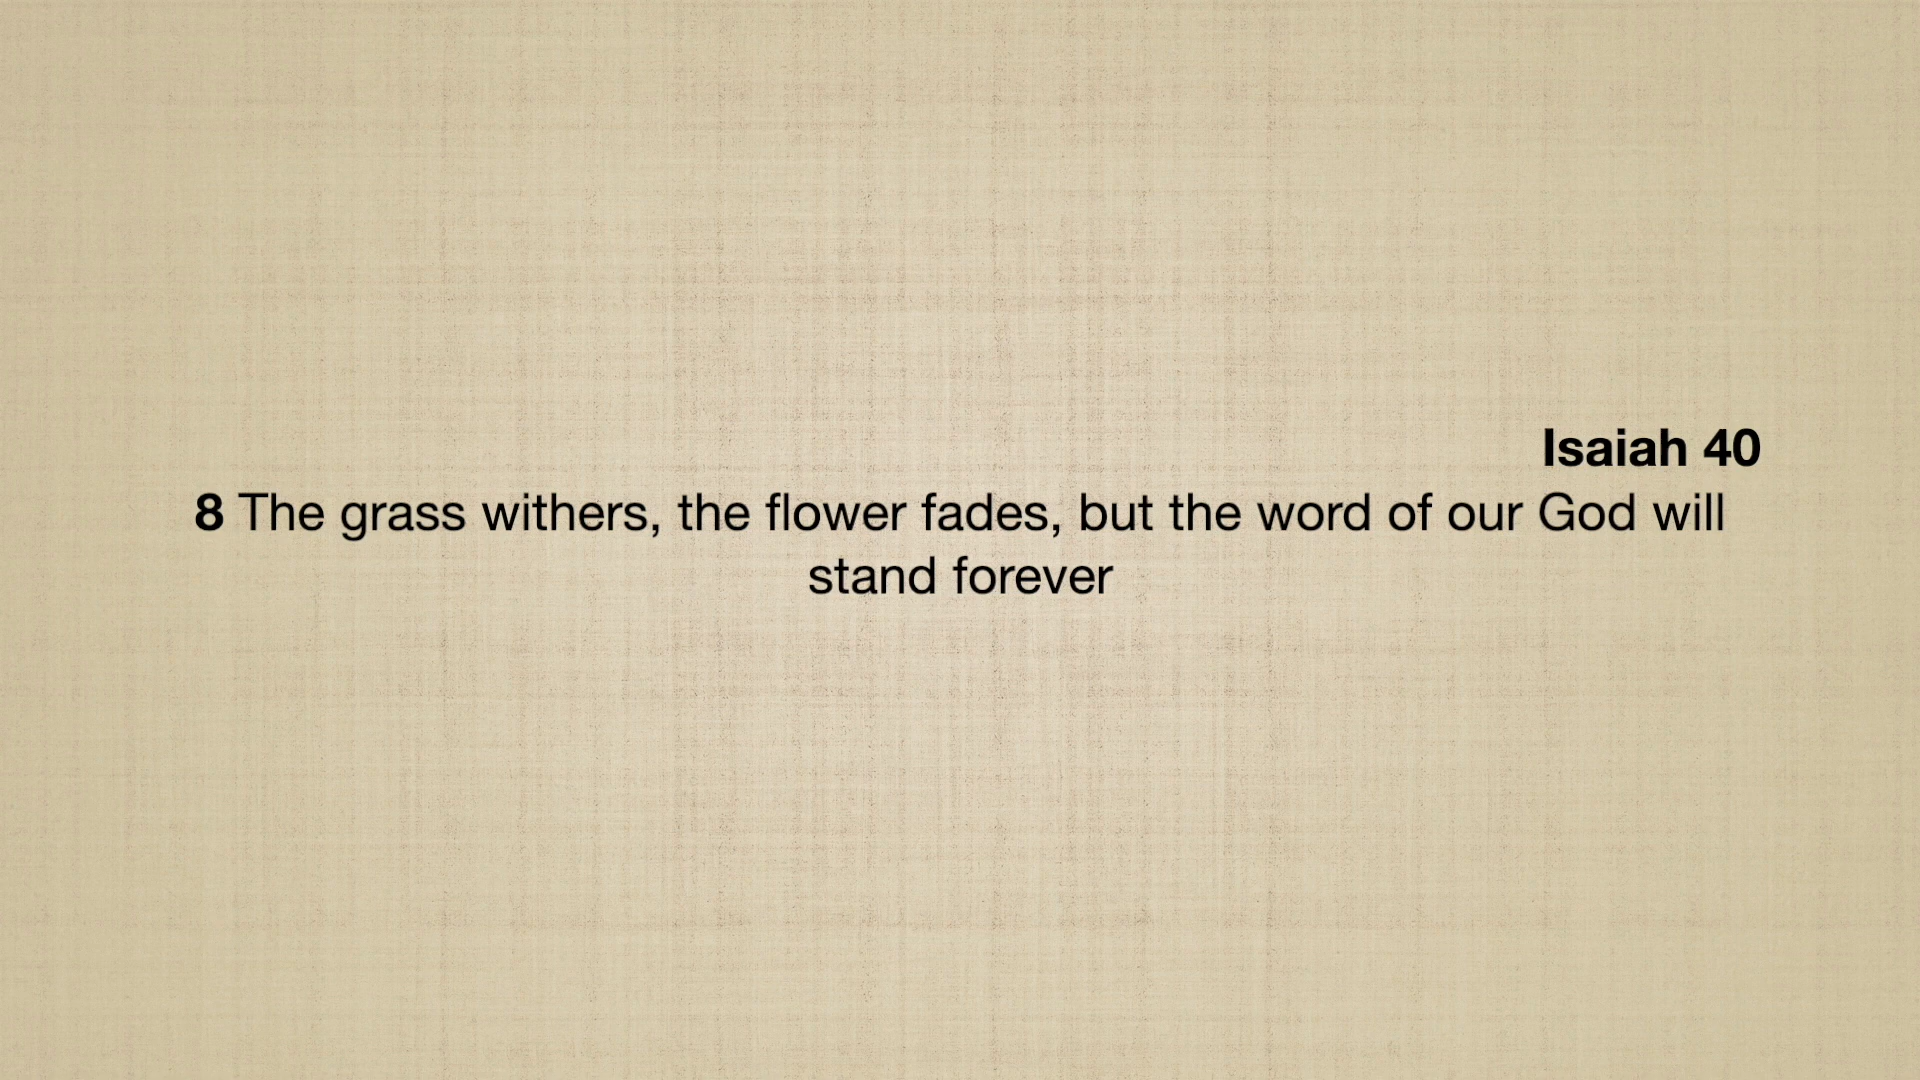 Isaiah 40
8 The grass withers, the flower fades, but the word of our God will
stand forever